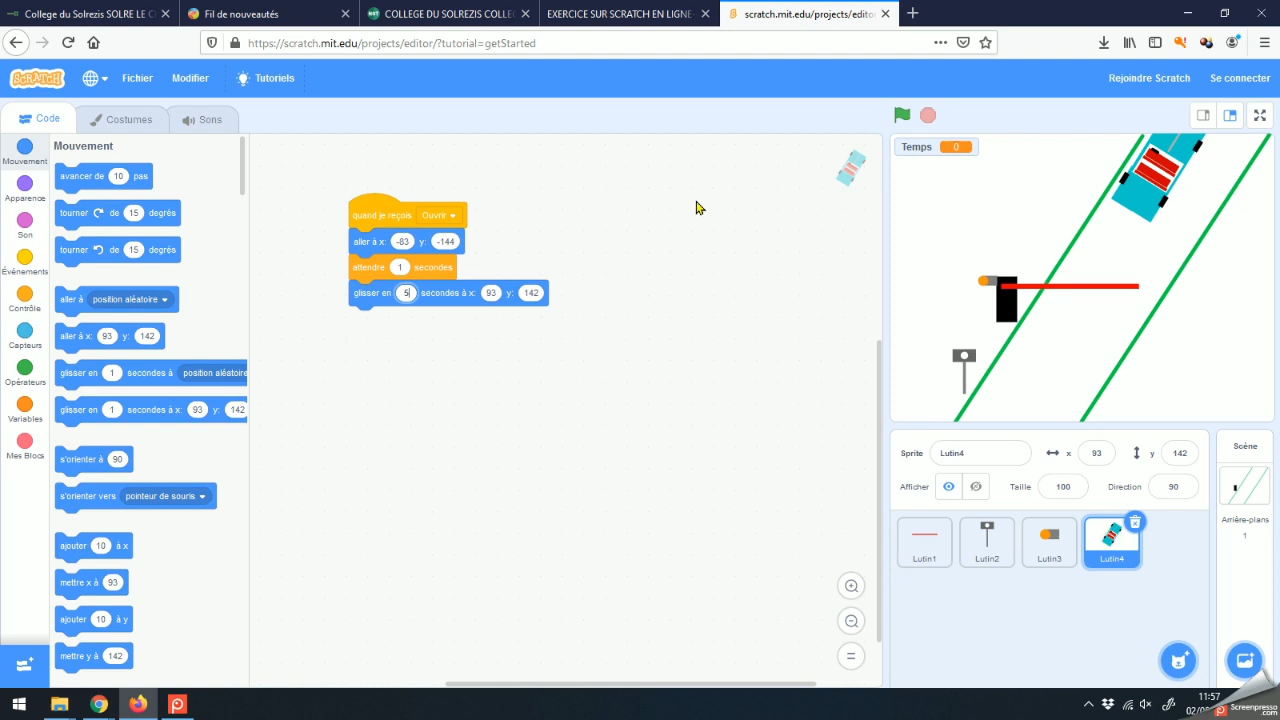 College du Solrezis SOLRE LE C
Fil de nouveautés
COLLEGE DU SOLREZIS COLLE
EXERCICE SUR SCRATCH EN LIGNE-
scratch.mit.edu/projects/editor
https://scratch.mit.edu/projects/editor/?tutorial=getStarted
SCRATCH
Fichier
Modifier
Tutoriels
Rejoindre Scratch
Se connecter
Code
Costumes
Sons
Mouvement
Apparence
Son
Événements
Contrôle
Capteurs
Opérateurs
Variables
Mes Blocs
Mouvement
avancer de 10 pas
tourner de 15 degrés
tourner de 15 degrés
aller à position aléatoire
aller à x: 93 y: 142
glisser en 1 secondes à position aléatoire
glisser en 1 secondes à x: 93 y: 142
s'orienter à 90
s'orienter vers pointeur de souris
ajouter 10 à x
mettre x à 93
ajouter 10 à y
mettre y à 142
quand je reçois Ouvrir
aller à x: -83 y: -144
attendre 1 secondes
glisser en 5 secondes à x: 93 y: 142
Temps 0
Sprite Lutin4 x 93 y 142
Afficher Taille 100 Direction 90
Lutin1
Lutin2
Lutin3
Lutin4
Scène
Arrière-plans
1
11:57
02/0
Screenpresso
.com